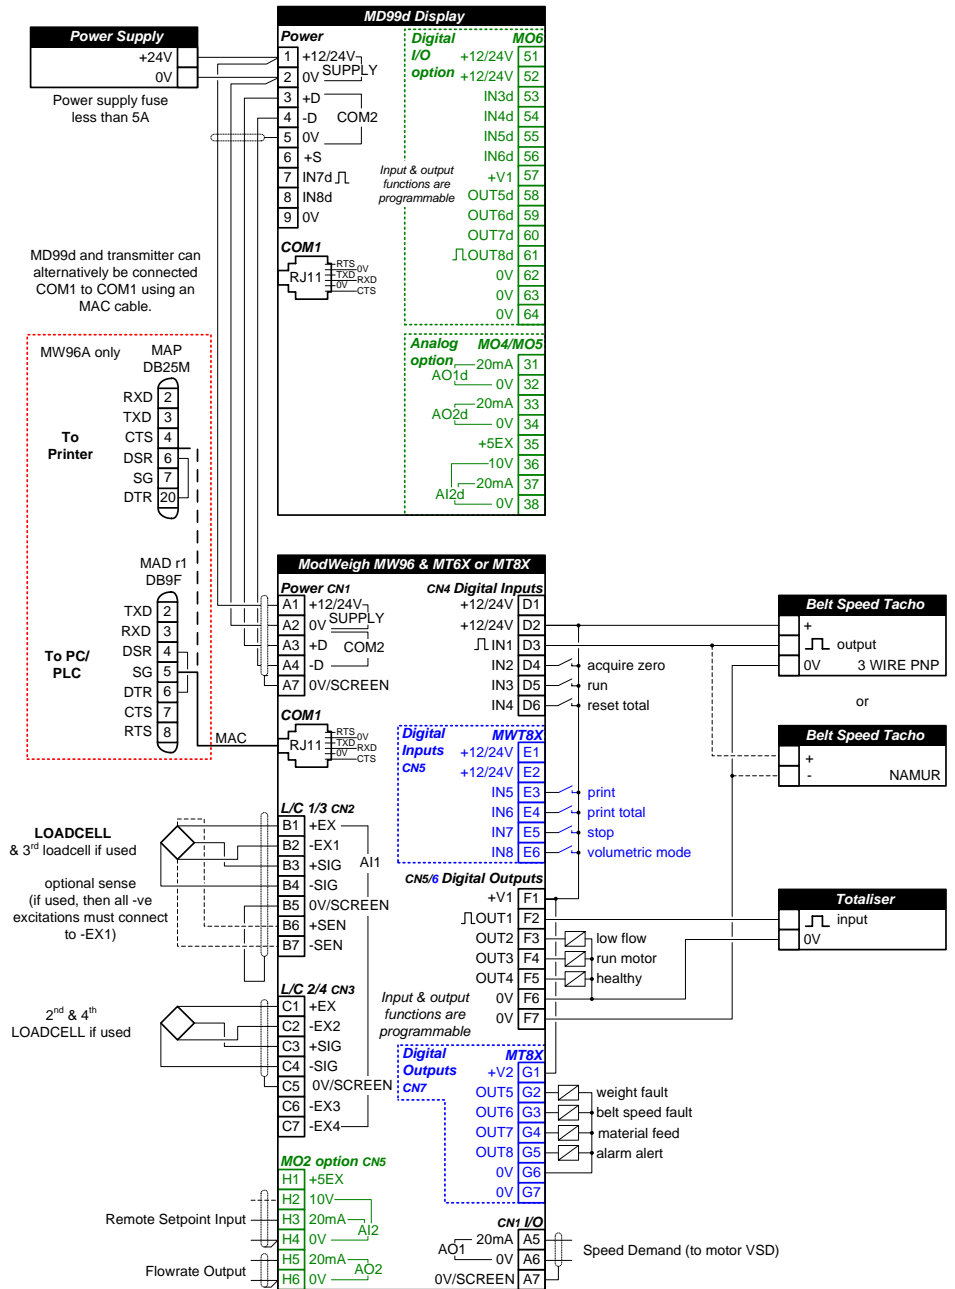 MD99d Display
Power Supply
+24V
0V
Power supply fuse
less than 5A
Power
1 +12/24V
2 0V SUPPLY
3 +D
4 -D COM2
5 0V
6 +S
7 IN7d
8 IN8d
9 0V
COM1
RJ11
RTS
0V
TXD
RXD
0V
CTS
Digital I/O option MO6
+12/24V 51
+12/24V 52
IN3d 53
IN4d 54
IN5d 55
IN6d 56
+V1 57
OUT5d 58
OUT6d 59
OUT7d 60
OUT8d 61
0V 62
0V 63
0V 64
Input & output
functions are
programmable
Analog option MO4/MO5
AO1d
20mA 31
0V 32
AO2d
20mA 33
0V 34
+5EX 35
10V 36
20mA 37
AI2d
0V 38
MD99d and transmitter can
alternatively be connected
COM1 to COM1 using an
MAC cable.
MW96A only
MAP
DB25M
To
Printer
RXD 2
TXD 3
CTS 4
DSR 6
SG 7
DTR 20
MAD r1
DB9F
To PC/
PLC
TXD 2
RXD 3
DSR 4
SG 5
DTR 6
CTS 7
RTS 8
MAC
ModWeigh MW96 & MT6X or MT8X
Power CN1
A1 +12/24V
A2 0V SUPPLY
A3 +D COM2
A4 -D
A7 0V/SCREEN
COM1
RJ11
RTS
0V
TXD
RXD
0V
CTS
CN4 Digital Inputs
+12/24V D1
+12/24V D2
IN1 D3
IN2 D4 acquire zero
IN3 D5 run
IN4 D6 reset total
Digital Inputs CN5 MWT8X
+12/24V E1
+12/24V E2
IN5 E3 print
IN6 E4 print total
IN7 E5 stop
IN8 E6 volumetric mode
Belt Speed Tacho
+
output
0V 3 WIRE PNP
or
Belt Speed Tacho
+
- NAMUR
LOADCELL
& 3rd loadcell if used
optional sense
(if used, then all -ve
excitations must connect
to -EX1)
L/C 1/3 CN2
B1 +EX
B2 -EX1
B3 +SIG
B4 -SIG
B5 0V/SCREEN
B6 +SEN
B7 -SEN
AI1
2nd & 4th
LOADCELL if used
L/C 2/4 CN3
C1 +EX
C2 -EX2
C3 +SIG
C4 -SIG
C5 0V/SCREEN
C6 -EX3
C7 -EX4
CN5/6 Digital Outputs
+V1 F1
OUT1 F2
OUT2 F3 low flow
OUT3 F4 run motor
OUT4 F5 healthy
0V F6
0V F7
Totaliser
input
0V
Input & output
functions are
programmable
Digital Outputs CN7 MT8X
+V2 G1
OUT5 G2 weight fault
OUT6 G3 belt speed fault
OUT7 G4 material feed
OUT8 G5 alarm alert
0V G6
0V G7
MO2 option CN5
H1 +5EX
H2 10V
H3 20mA
H4 0V
AI2
Remote Setpoint Input
H5 20mA
H6 0V
AO2
Flowrate Output
CN1 I/O
AO1
20mA A5
0V A6
0V/SCREEN A7
Speed Demand (to motor VSD)